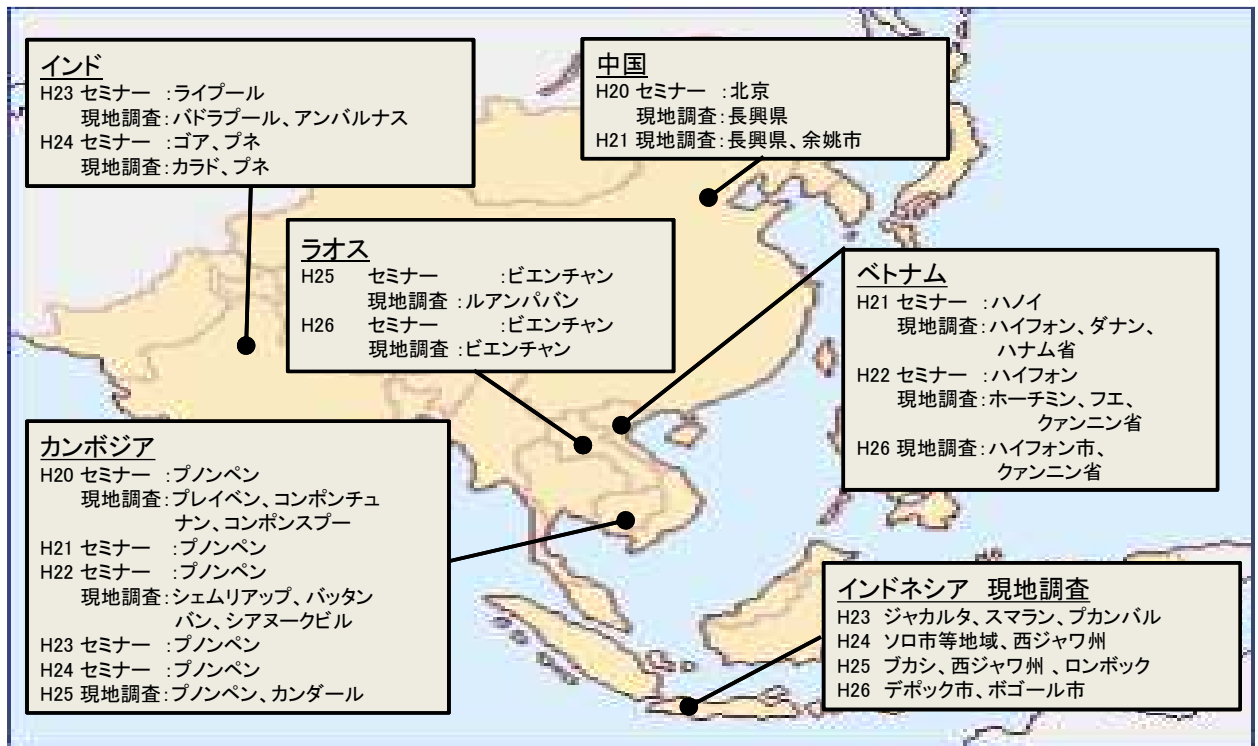 インド
H23 セミナー :ライプール
現地調査:バドラプール、アンバルナス
H24 セミナー :ゴア、プネ
現地調査:カラド、プネ
中国
H20 セミナー :北京
現地調査:長興県
H21 現地調査:長興県、余姚市
ラオス
H25 セミナー :ビエンチャン
現地調査 :ルアンパバン
H26 セミナー :ビエンチャン
現地調査 :ビエンチャン
ベトナム
H21 セミナー :ハノイ
現地調査:ハイフォン、ダナン、
ハナム省
H22 セミナー :ハイフォン
現地調査:ホーチミン、フエ、
クァンニン省
H26 現地調査:ハイフォン市、
クァンニン省
カンボジア
H20 セミナー :プノンペン
現地調査:プレイベン、コンポンチュ
ナン、コンポンスプー
H21 セミナー :プノンペン
H22 セミナー :プノンペン
現地調査:シェムリアップ、バッタン
バン、シアヌークビル
H23 セミナー :プノンペン
H24 セミナー :プノンペン
H25 現地調査:プノンペン、カンダール
インドネシア 現地調査
H23 ジャカルタ、スマラン、プカンバル
H24 ソロ市等地域、西ジャワ州
H25 ブカシ、西ジャワ州 、ロンボック
H26 デポック市、ボゴール市